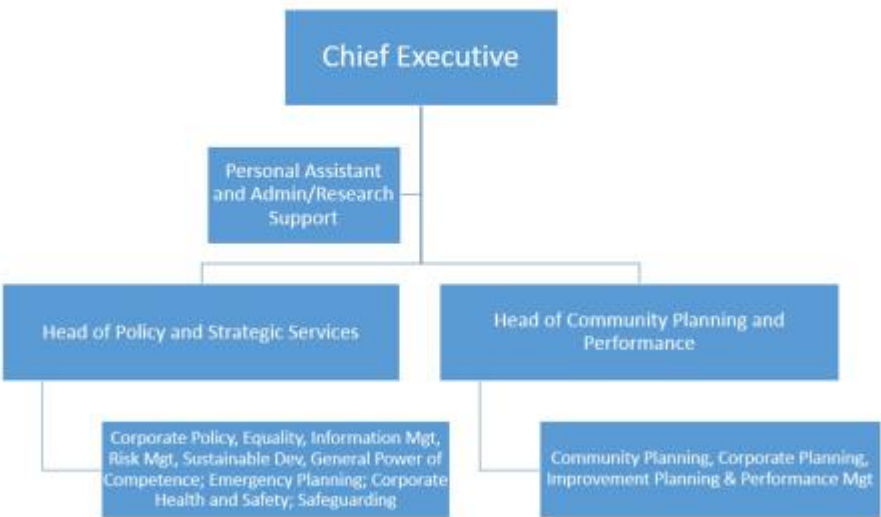 Chief Executive
Personal Assistant
and Admin/Research
Support
Head of Policy and Strategic Services
Head of Community Planning and
Performance
Corporate Policy, Equality, Information Mgt,
Risk Mgt, Sustainable Dev, General Power of
Competence; Emergency Planning; Corporate
Health and Safety; Safeguarding
Community Planning, Corporate Planning,
Improvement Planning & Performance Mgt